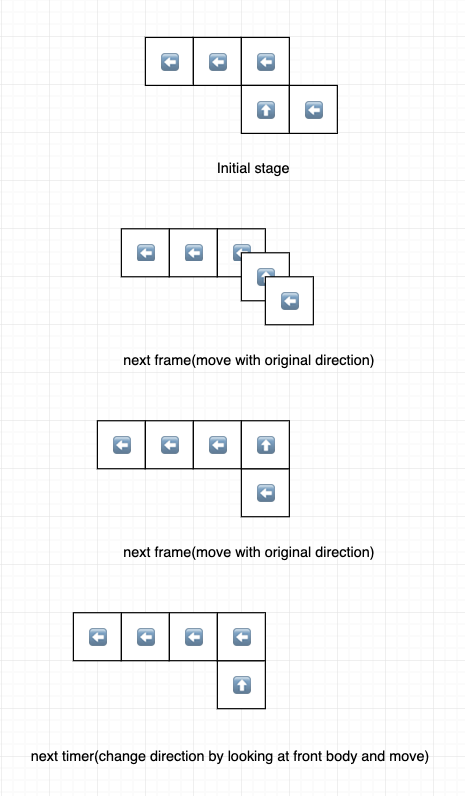 Initial stage
next frame(move with original direction)
next frame(move with original direction)
next timer(change direction by looking at front body and move)